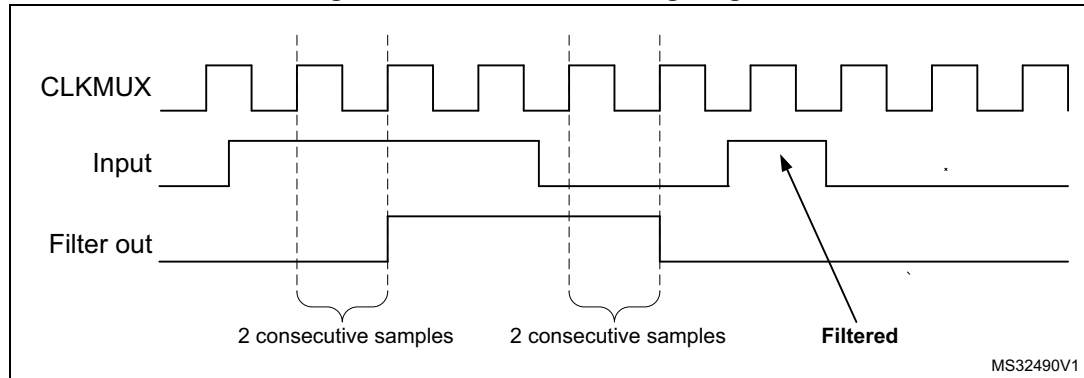 CLKMUX
Input
Filter out
2 consecutive samples
2 consecutive samples
Filtered
MS32490V1